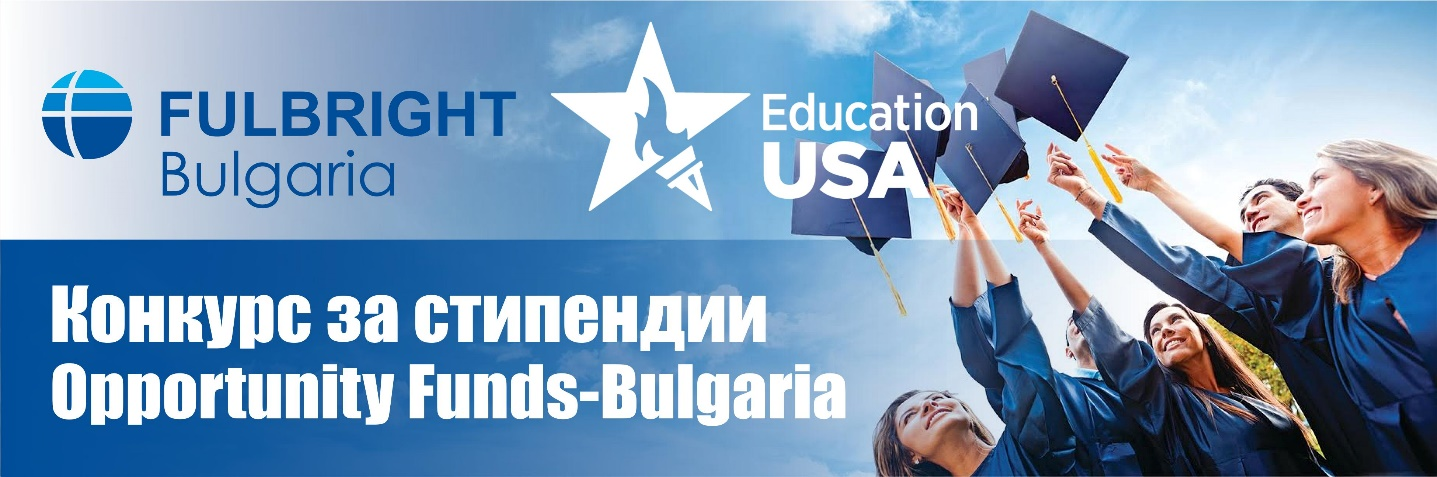 FULBRIGHT
Bulgaria
Education
USA
Конкурс за стипендии
Opportunity Funds-Bulgaria